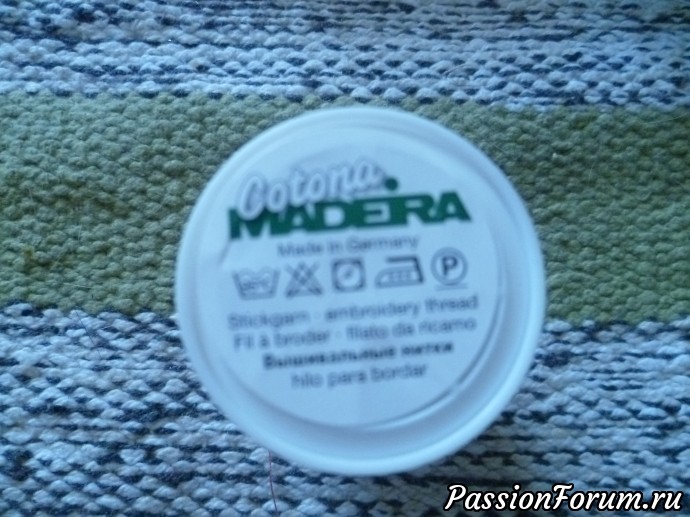 Cotona
MADEIRA
Made in Germany
P
Stickgarn · embroidery thread
Fil à broder · filato da ricamo
Вышивальные нитки
hilo para bordar
PassionForum.ru